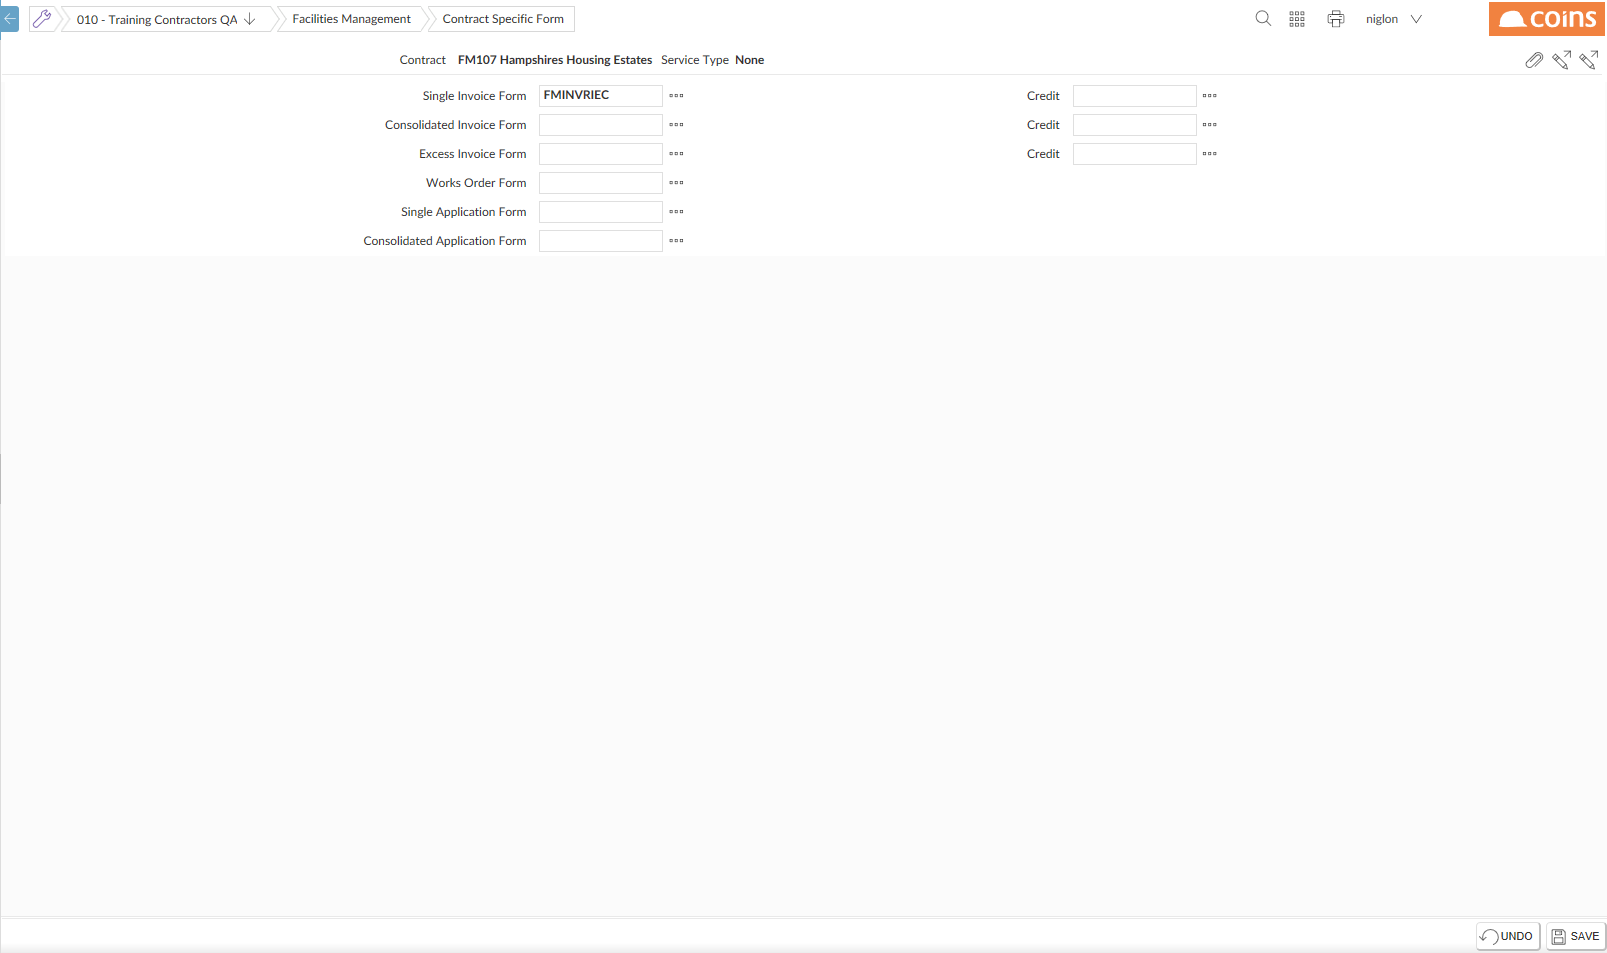 010 - Training Contractors QA
Facilities Management
Contract Specific Form
niglon
coins
Contract FM107 Hampshires Housing Estates Service Type None
Single Invoice Form FMINVRIEC Credit
Consolidated Invoice Form Credit
Excess Invoice Form Credit
Works Order Form
Single Application Form
Consolidated Application Form
UNDO
SAVE